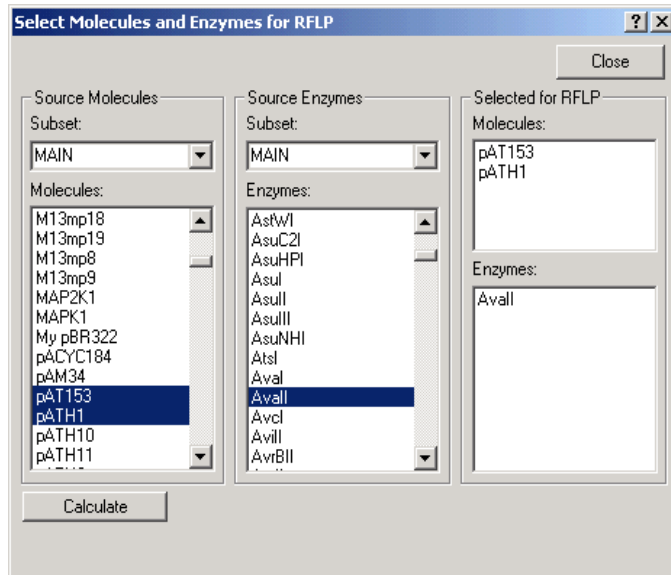 Select Molecules and Enzymes for RFLP
Close
Source Molecules
Subset:
MAIN
Molecules:
M13mp18
M13mp19
M13mp8
M13mp9
MAP2K1
MAPK1
My pBR322
pACYC184
pAM34
pAT153
pATH1
pATH10
pATH11
Source Enzymes
Subset:
MAIN
Enzymes:
AstWI
AsuC2I
AsuHPI
AsuI
AsuII
AsuIII
AsuNHI
AtsI
AvaI
AvaII
AvcI
AviII
AvrBII
Selected for RFLP
Molecules:
pAT153
pATH1
Enzymes:
AvaII
Calculate